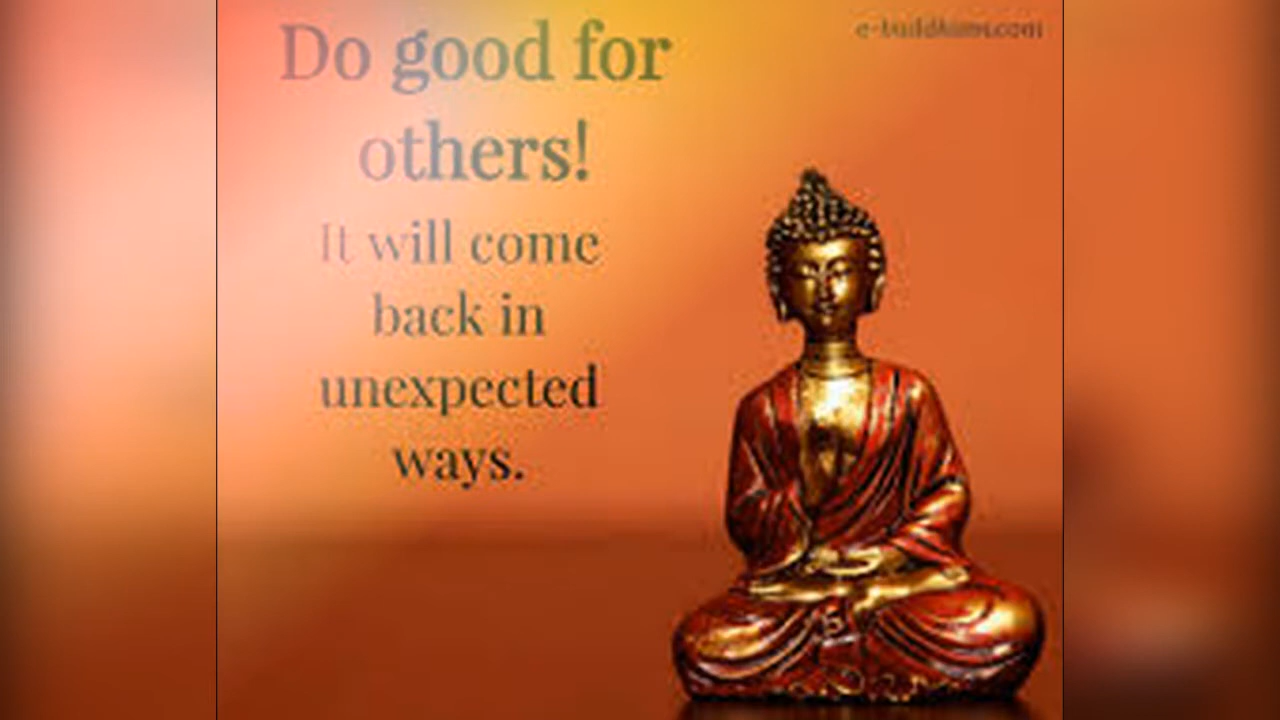 Do good for
others!
It will come
back in
unexpected
ways.